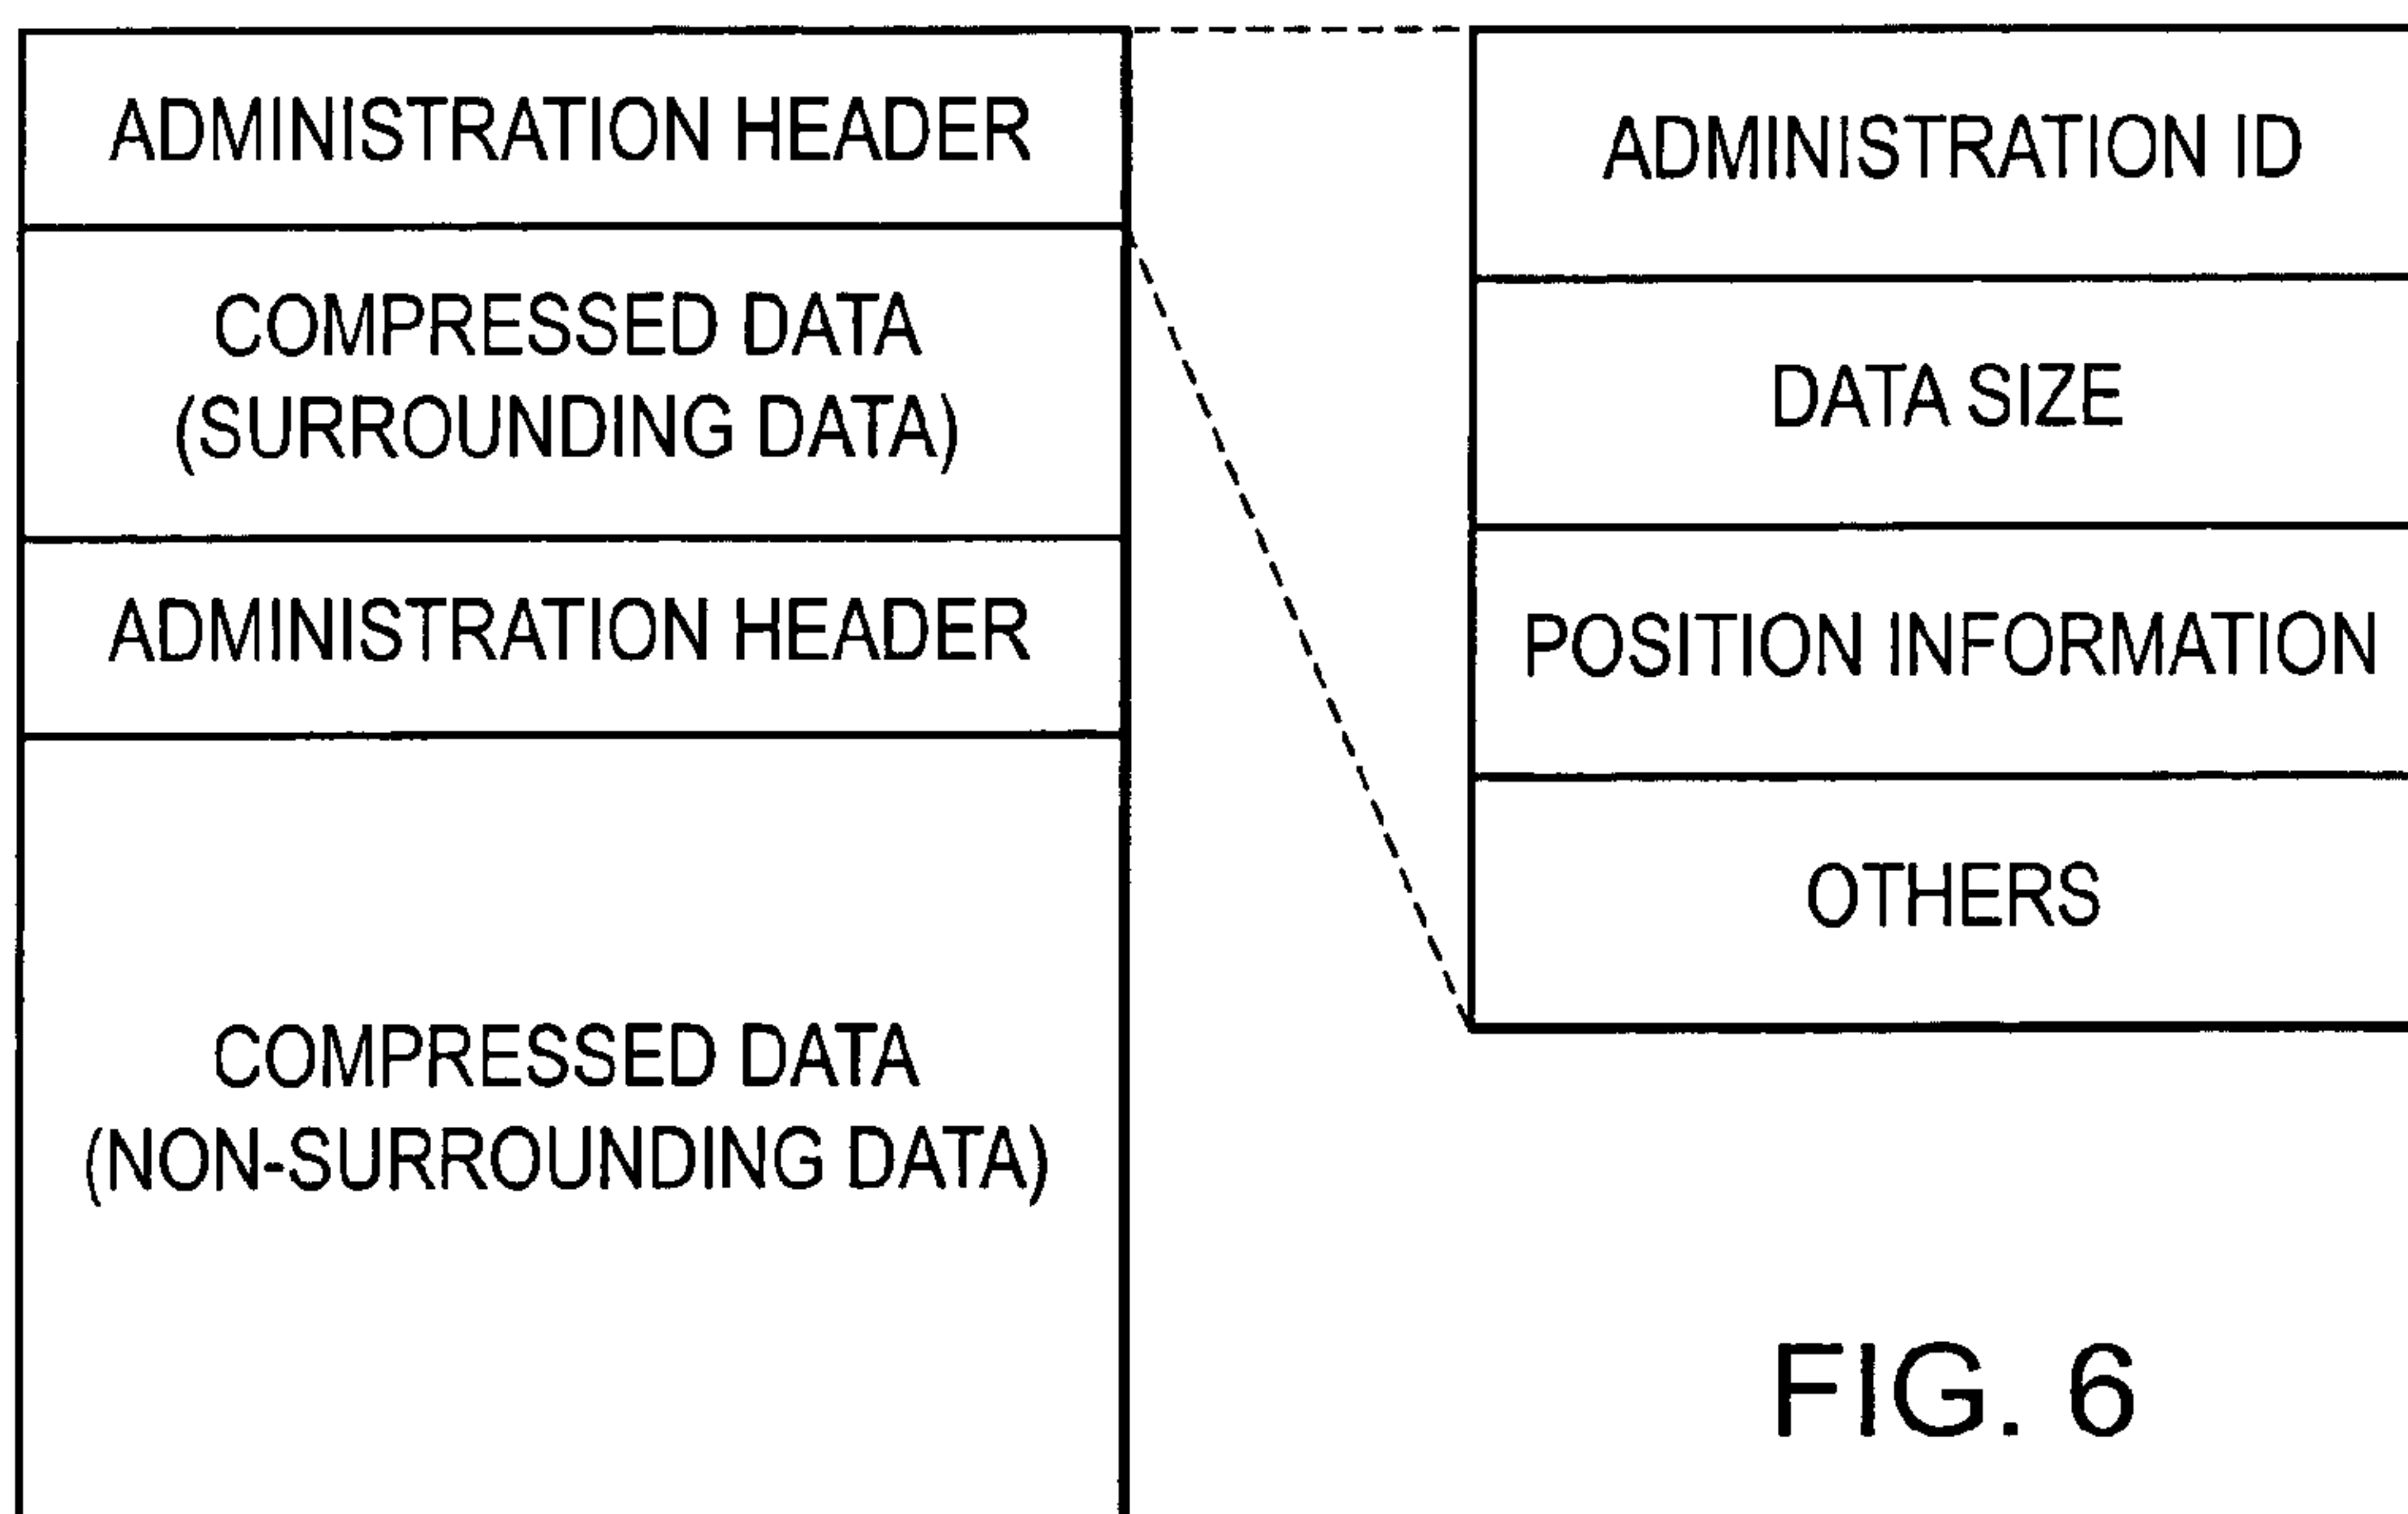 ADMINISTRATION HEADER
COMPRESSED DATA
(SURROUNDING DATA)
ADMINISTRATION HEADER
COMPRESSED DATA
(NON-SURROUNDING DATA)
ADMINISTRATION ID
DATA SIZE
POSITION INFORMATION
OTHERS
FIG. 6